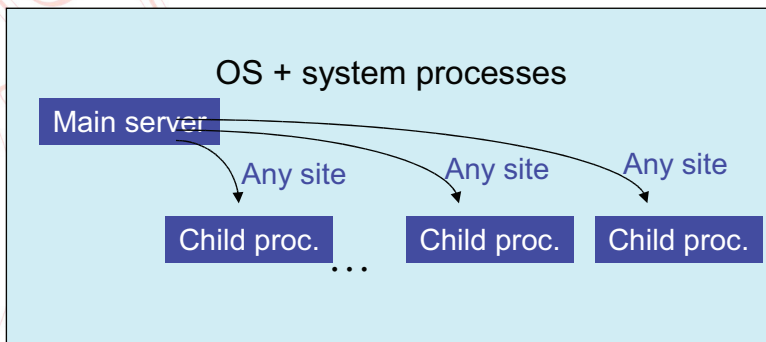 OS + system processes
Main server
Any site
Any site
Any site
Child proc.
...
Child proc.
Child proc.